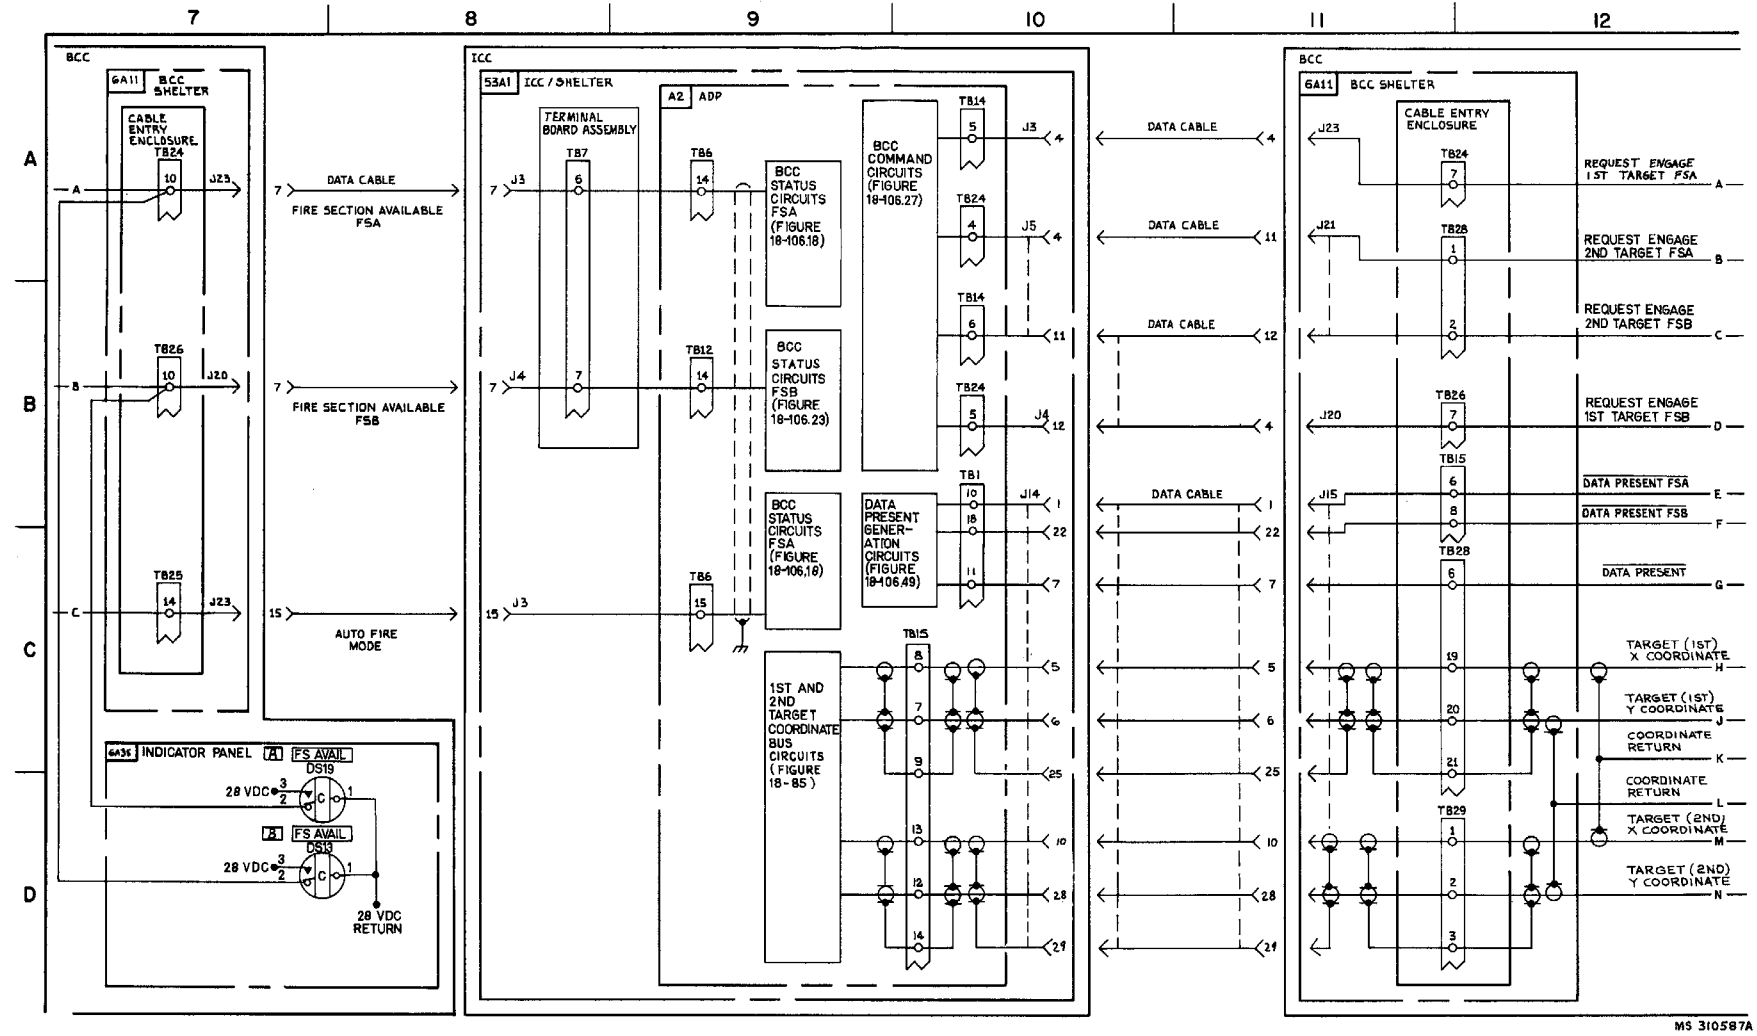 7 8 9 10 11 12
A
B
C
D
BCC
6A11 BCC
SHELTER
CABLE
ENTRY
ENCLOSURE
TB24
A 10 J23
TB26
B 10 J20
TB25
C 14 J23
7 DATA CABLE
FIRE SECTION AVAILABLE
FSA
7
FIRE SECTION AVAILABLE
FSB
15
AUTO FIRE
MODE
6A35 INDICATOR PANEL A FS AVAIL
DS19
28 VDC 3
2 C 1
B FS AVAIL
DS13
28 VDC 3
2 C 1
28 VDC
RETURN
ICC
53A1 ICC/SHELTER
TERMINAL
BOARD ASSEMBLY
TB7
7 J3 6
7 J4 7
15 J3
A2 ADP
TB6
14
TB12
14
TB6
15
BCC
STATUS
CIRCUITS
FSA
(FIGURE
18-106.18)
BCC
STATUS
CIRCUITS
FSB
(FIGURE
18-106.23)
BCC
STATUS
CIRCUITS
FSA
(FIGURE
18-106.18)
1ST AND
2ND
TARGET
COORDINATE
BUS
CIRCUITS
(FIGURE
18-85)
BCC
COMMAND
CIRCUITS
(FIGURE
18-106.27)
DATA
PRESENT
GENER-
ATION
CIRCUITS
(FIGURE
18-106.49)
TB14
5 J3 4
TB24
4 J5 4
TB14
6 11
TB24
5 J4 12
TB1
10 J14 1
18 22
11 7
TB15
8 5
7 6
9 25
13 10
12 28
14 29
DATA CABLE 4
DATA CABLE 11
DATA CABLE 12
4
DATA CABLE 1
22
7
5
6
25
10
28
29
BCC
6A11 BCC SHELTER
CABLE ENTRY
ENCLOSURE
J23
TB24
7
J21
TB28
1
2
J20
TB26
7
J15
TB15
6
8
TB28
6
19
20
21
TB29
1
2
3
REQUEST ENGAGE
1ST TARGET FSA A
REQUEST ENGAGE
2ND TARGET FSA B
REQUEST ENGAGE
2ND TARGET FSB C
REQUEST ENGAGE
1ST TARGET FSB D
DATA PRESENT FSA E
DATA PRESENT FSB F
DATA PRESENT G
TARGET (1ST)
X COORDINATE H
TARGET (1ST)
Y COORDINATE J
COORDINATE
RETURN K
COORDINATE
RETURN L
TARGET (2ND)
X COORDINATE M
TARGET (2ND)
Y COORDINATE N
MS 310587A